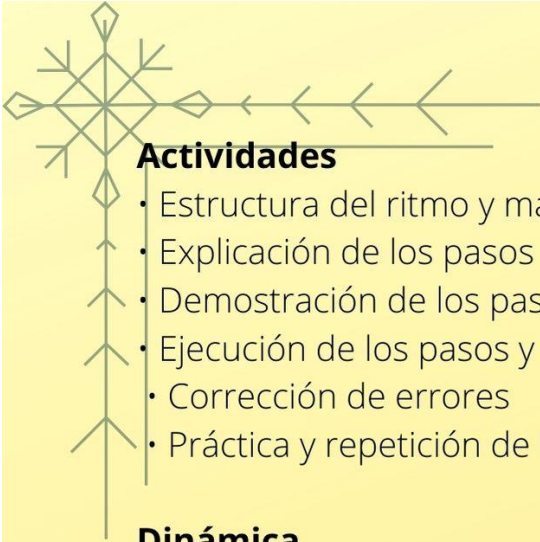 Actividades
· Estructura del ritmo y
· Explicación de los pasos
· Demostración de los
· Ejecución de los pasos y
· Corrección de errores
· Práctica y repetición de
Dinámica